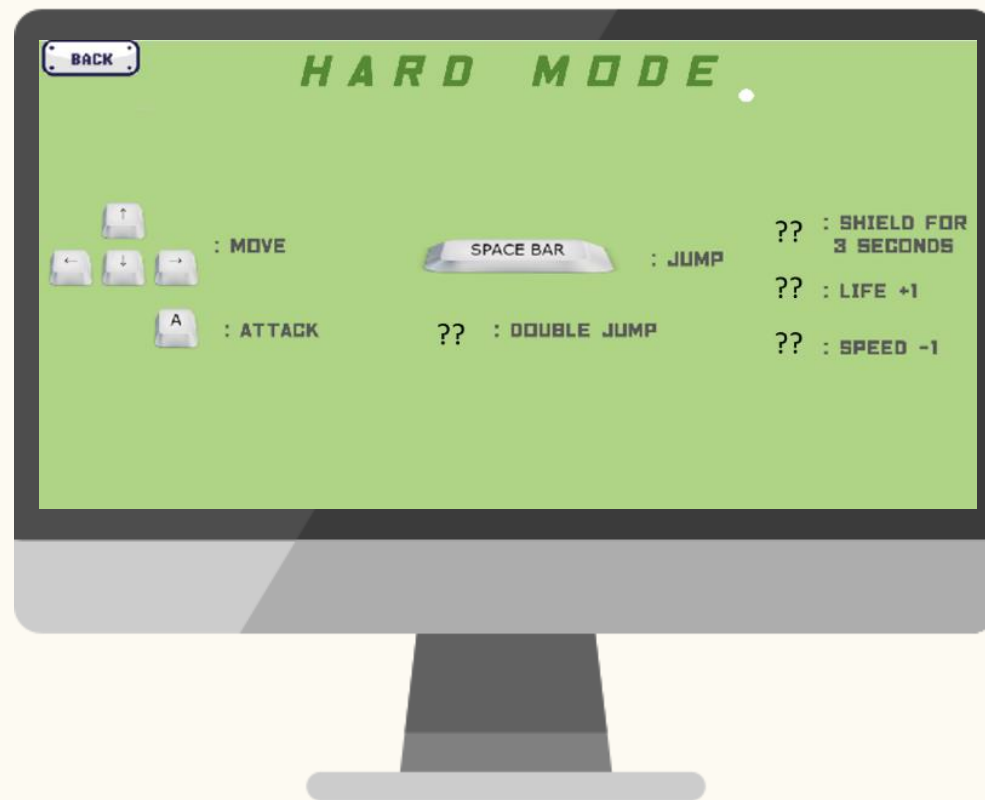 BACK
HARD MODE
↑
← ↓ →
: MOVE
A
: ATTACK
SPACE BAR
: JUMP
?? : DOUBLE JUMP
?? : SHIELD FOR
3 SECONDS
?? : LIFE +1
?? : SPEED -1